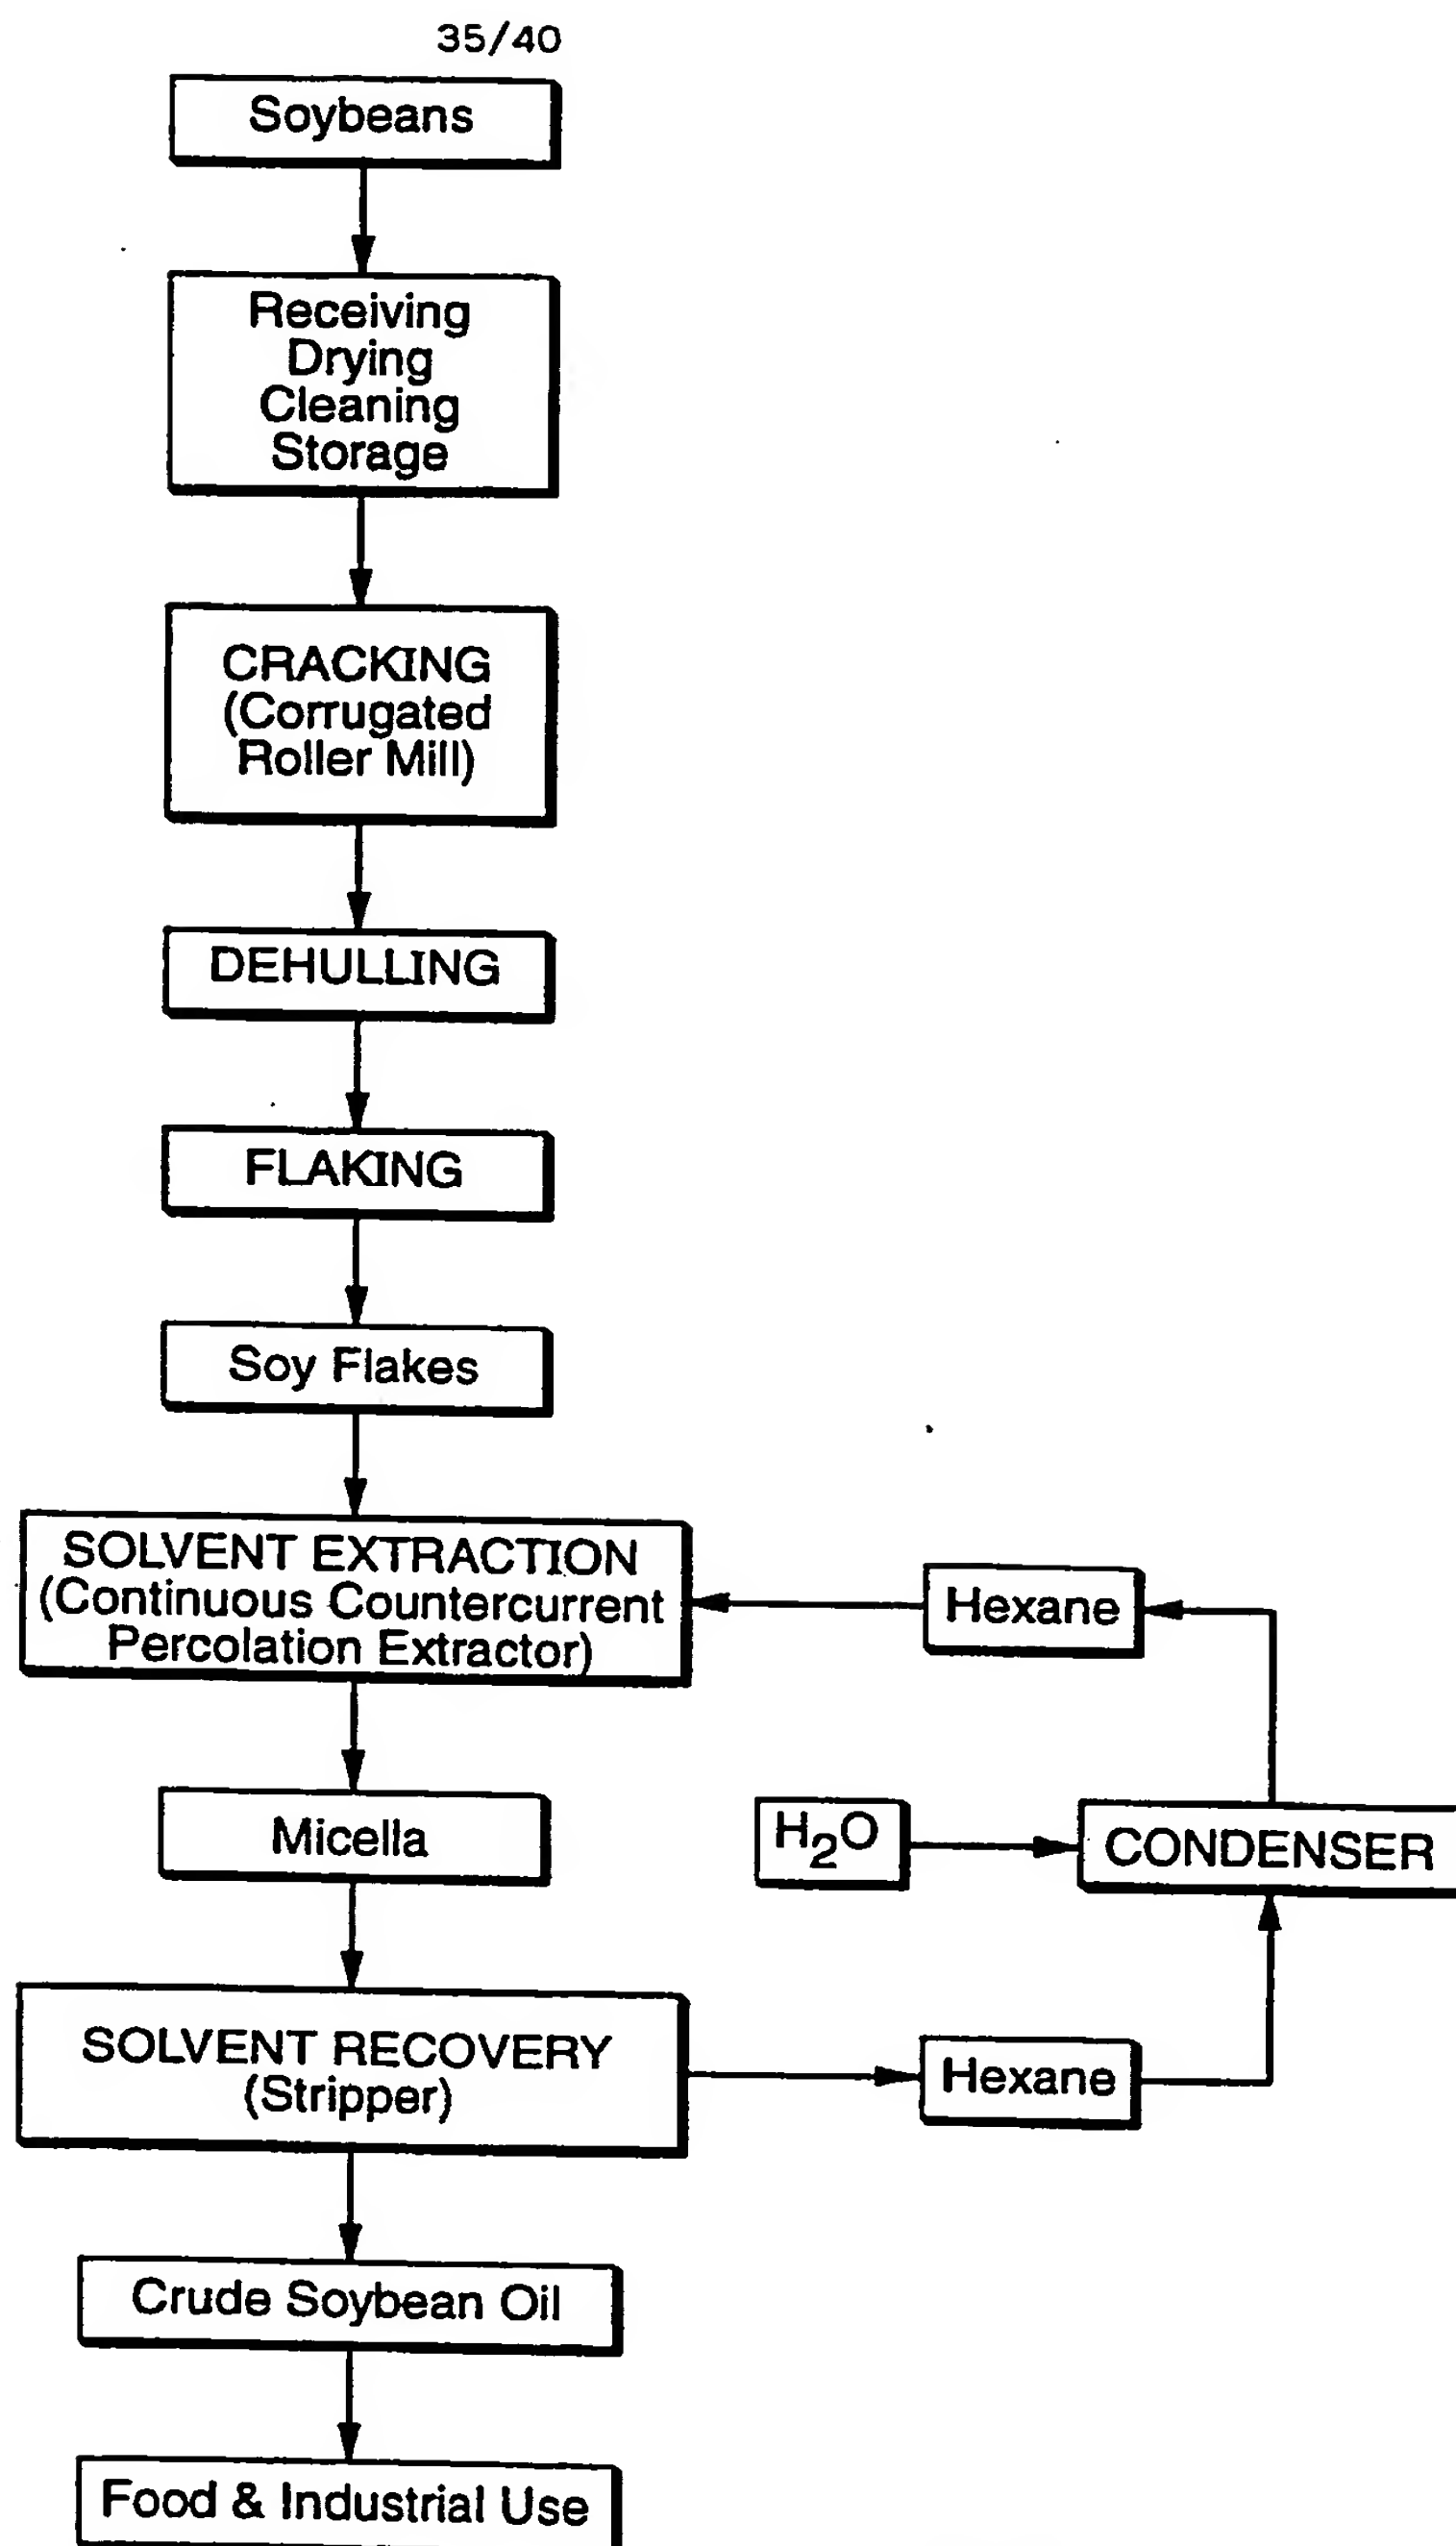 35/40
Soybeans
Receiving
Drying
Cleaning
Storage
CRACKING
(Corrugated
Roller Mill)
DEHULLING
FLAKING
Soy Flakes
SOLVENT EXTRACTION
(Continuous Countercurrent
Percolation Extractor)
Hexane
Micella
H₂O
CONDENSER
SOLVENT RECOVERY
(Stripper)
Hexane
Crude Soybean Oil
Food & Industrial Use